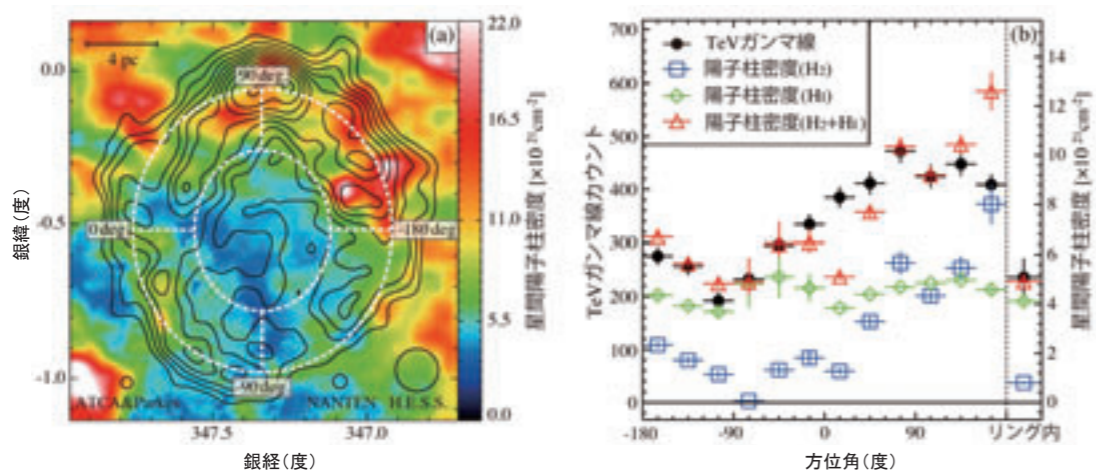 (a)
4 pc
90 deg
0 deg
-180 deg
-90 deg
ATCA&Parkes
NANTEN
H.E.S.S.
0.0
-0.5
-1.0
銀緯(度)
347.5
347.0
銀経(度)
22.0
16.5
11.0
5.5
0.0
星間陽子柱密度 [×10²¹cm⁻²]
(b)
TeVガンマ線
陽子柱密度(H₂)
陽子柱密度(HI)
陽子柱密度(H₂+HI)
700
600
500
400
300
200
100
0
TeVガンマ線カウント
14
12
10
8
6
4
2
0
星間陽子柱密度 [×10²¹cm⁻²]
-180
-90
0
90
リング内
方位角(度)